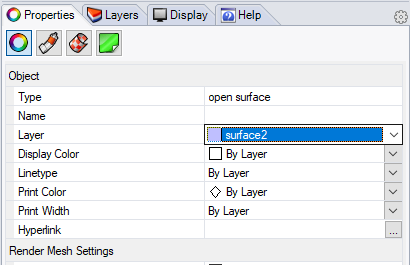 Properties Layers Display Help
Object
Type open surface
Name
Layer surface2
Display Color By Layer
Linetype By Layer
Print Color By Layer
Print Width By Layer
Hyperlink ...
Render Mesh Settings